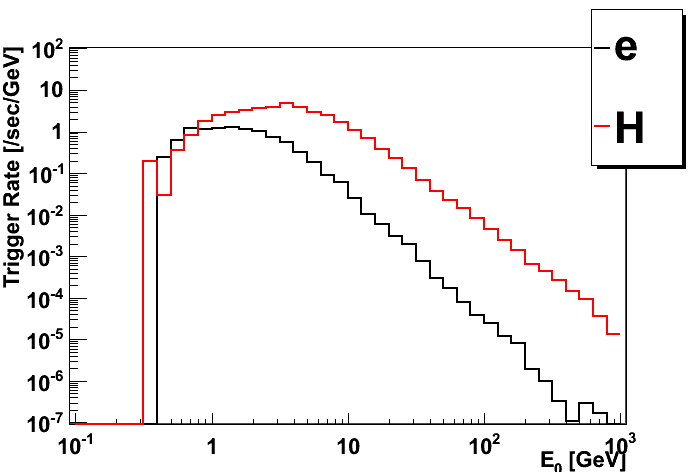 e
H
Trigger Rate [/sec/GeV]
10²
10
1
10⁻¹
10⁻²
10⁻³
10⁻⁴
10⁻⁵
10⁻⁶
10⁻⁷
10⁻¹ 1 10 10² 10³
E₀ [GeV]